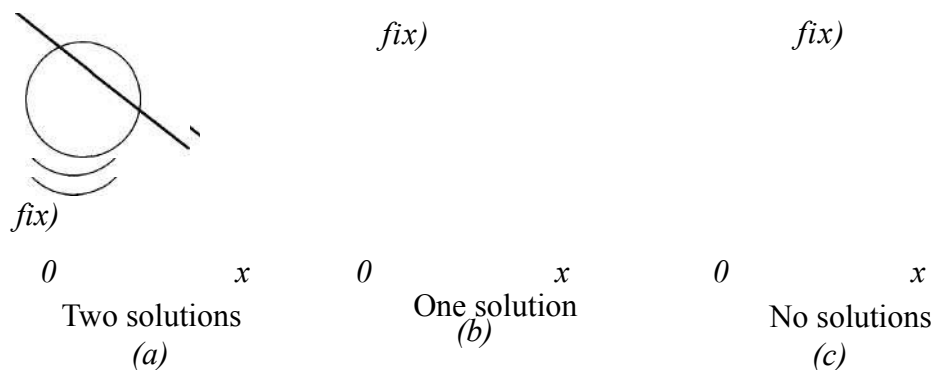 fix)
fix)
fix)
0 x
0 x
0 x
Two solutions
(a)
One solution
(b)
No solutions
(c)